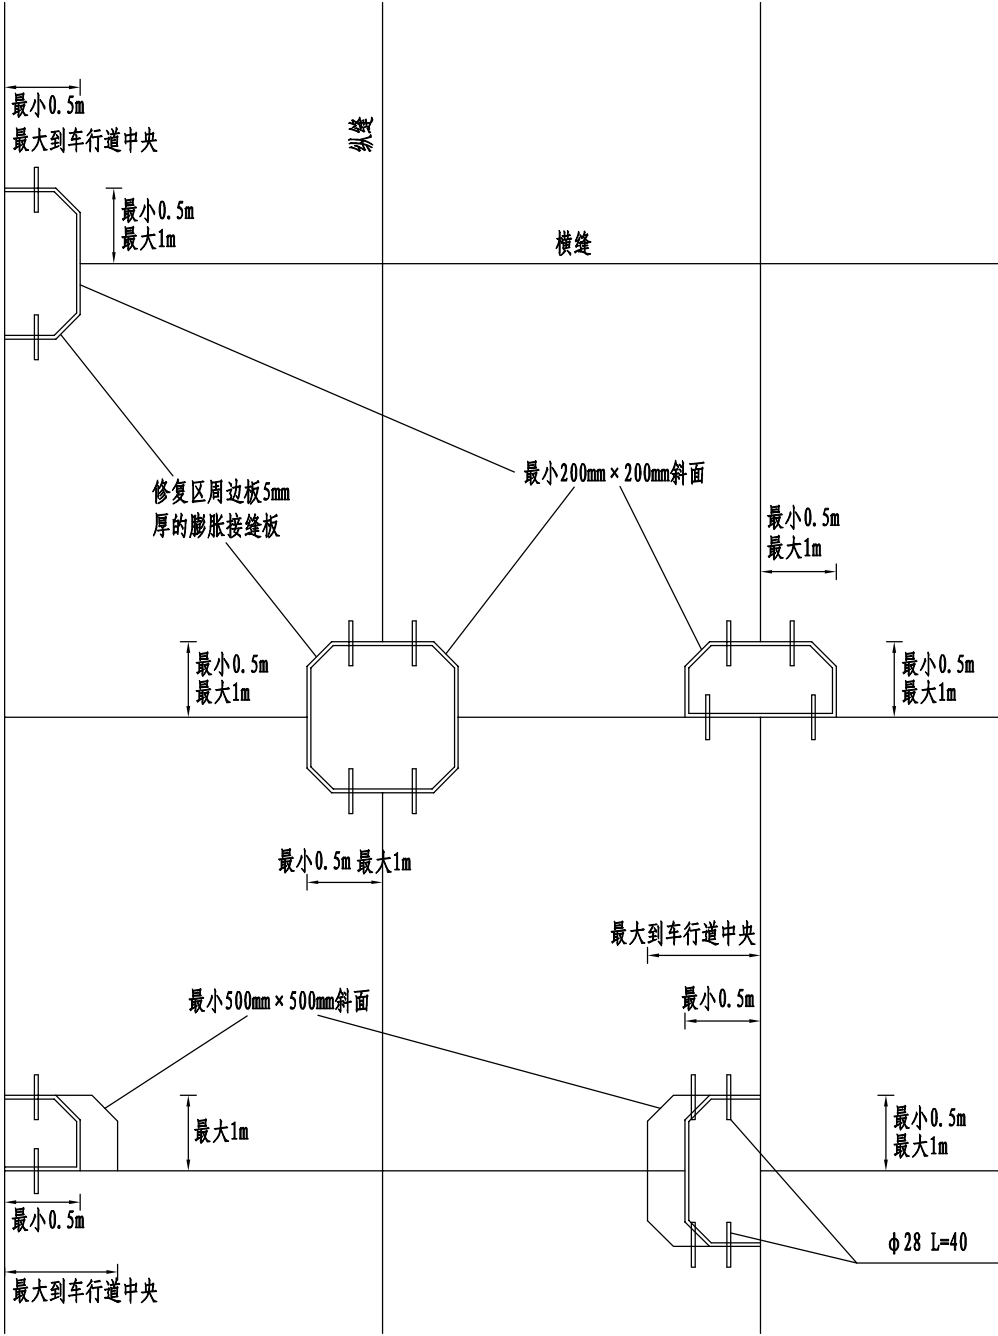 最小0.5m
最大到车行道中央
纵缝
最小0.5m
最大1m
横缝
最小200mm×200mm斜面
修复区周边板5mm
厚的膨胀接缝板
最小0.5m
最大1m
最小0.5m
最大1m
最小0.5m
最大1m
最小0.5m 最大1m
最大到车行道中央
最小500mm×500mm斜面
最小0.5m
最大1m
最小0.5m
最大1m
最小0.5m
ф28 L=40
最大到车行道中央